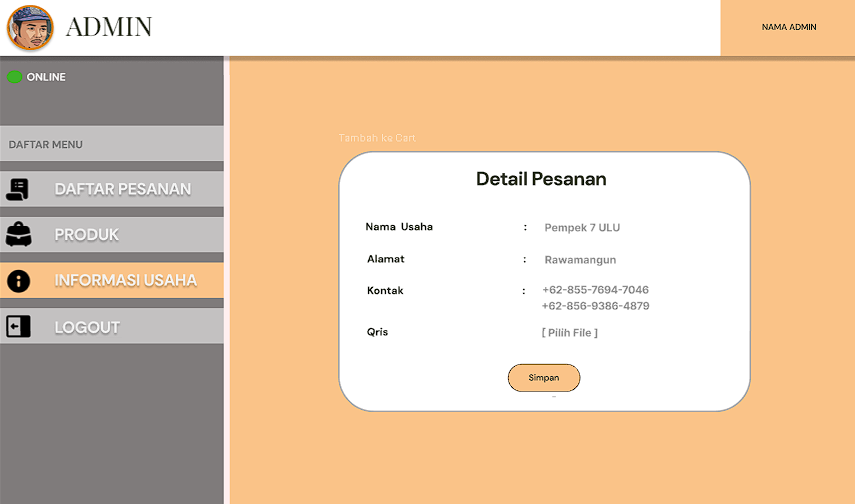 ADMIN
NAMA ADMIN
ONLINE
DAFTAR MENU
DAFTAR PESANAN
PRODUK
INFORMASI USAHA
LOGOUT
Tambah ke Cart
Detail Pesanan
Nama Usaha : Pempek 7 ULU
Alamat : Rawamangun
Kontak : +62-855-7694-7046
+62-856-9386-4879
Qris [ Pilih File ]
Simpan